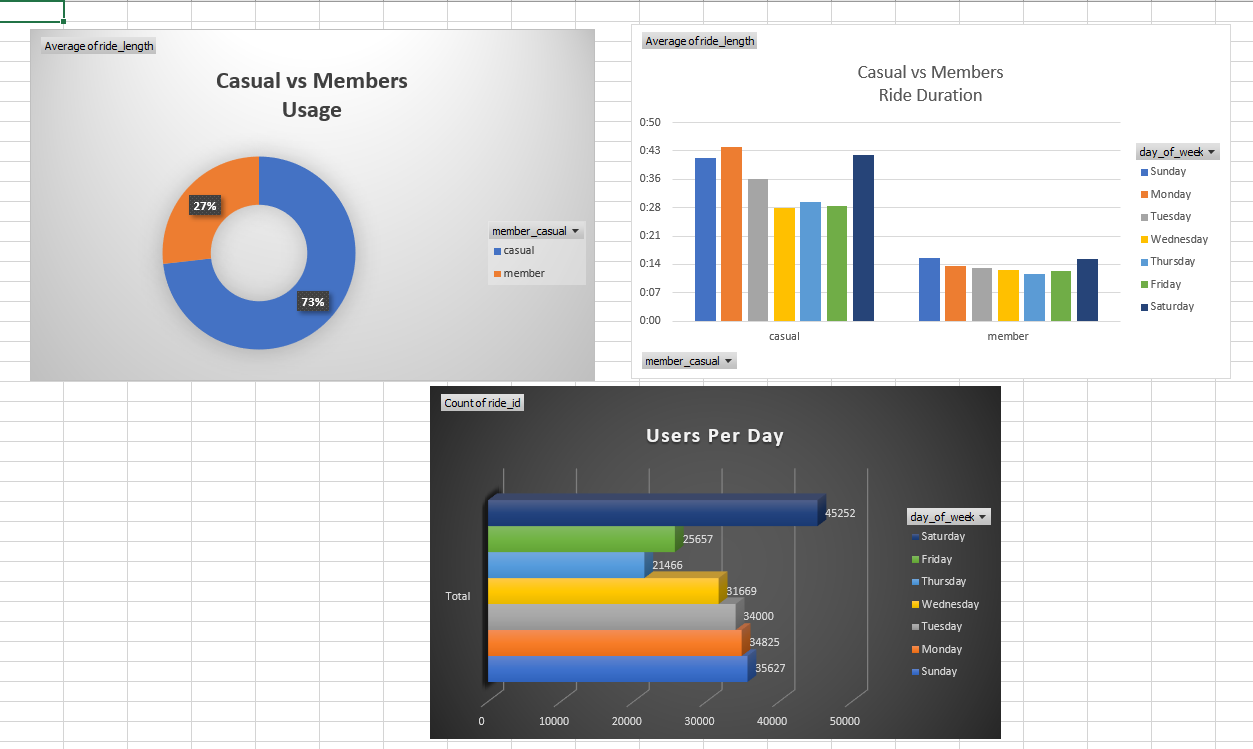 Average of ride_length
Casual vs Members
Usage
27%
73%
member_casual
casual
member
Average of ride_length
Casual vs Members
Ride Duration
0:50
0:43
0:36
0:28
0:21
0:14
0:07
0:00
casual
member
day_of_week
Sunday
Monday
Tuesday
Wednesday
Thursday
Friday
Saturday
member_casual
Count of ride_id
Users Per Day
45252
25657
21466
31669
34000
34825
35627
Total
0
10000
20000
30000
40000
50000
day_of_week
Saturday
Friday
Thursday
Wednesday
Tuesday
Monday
Sunday